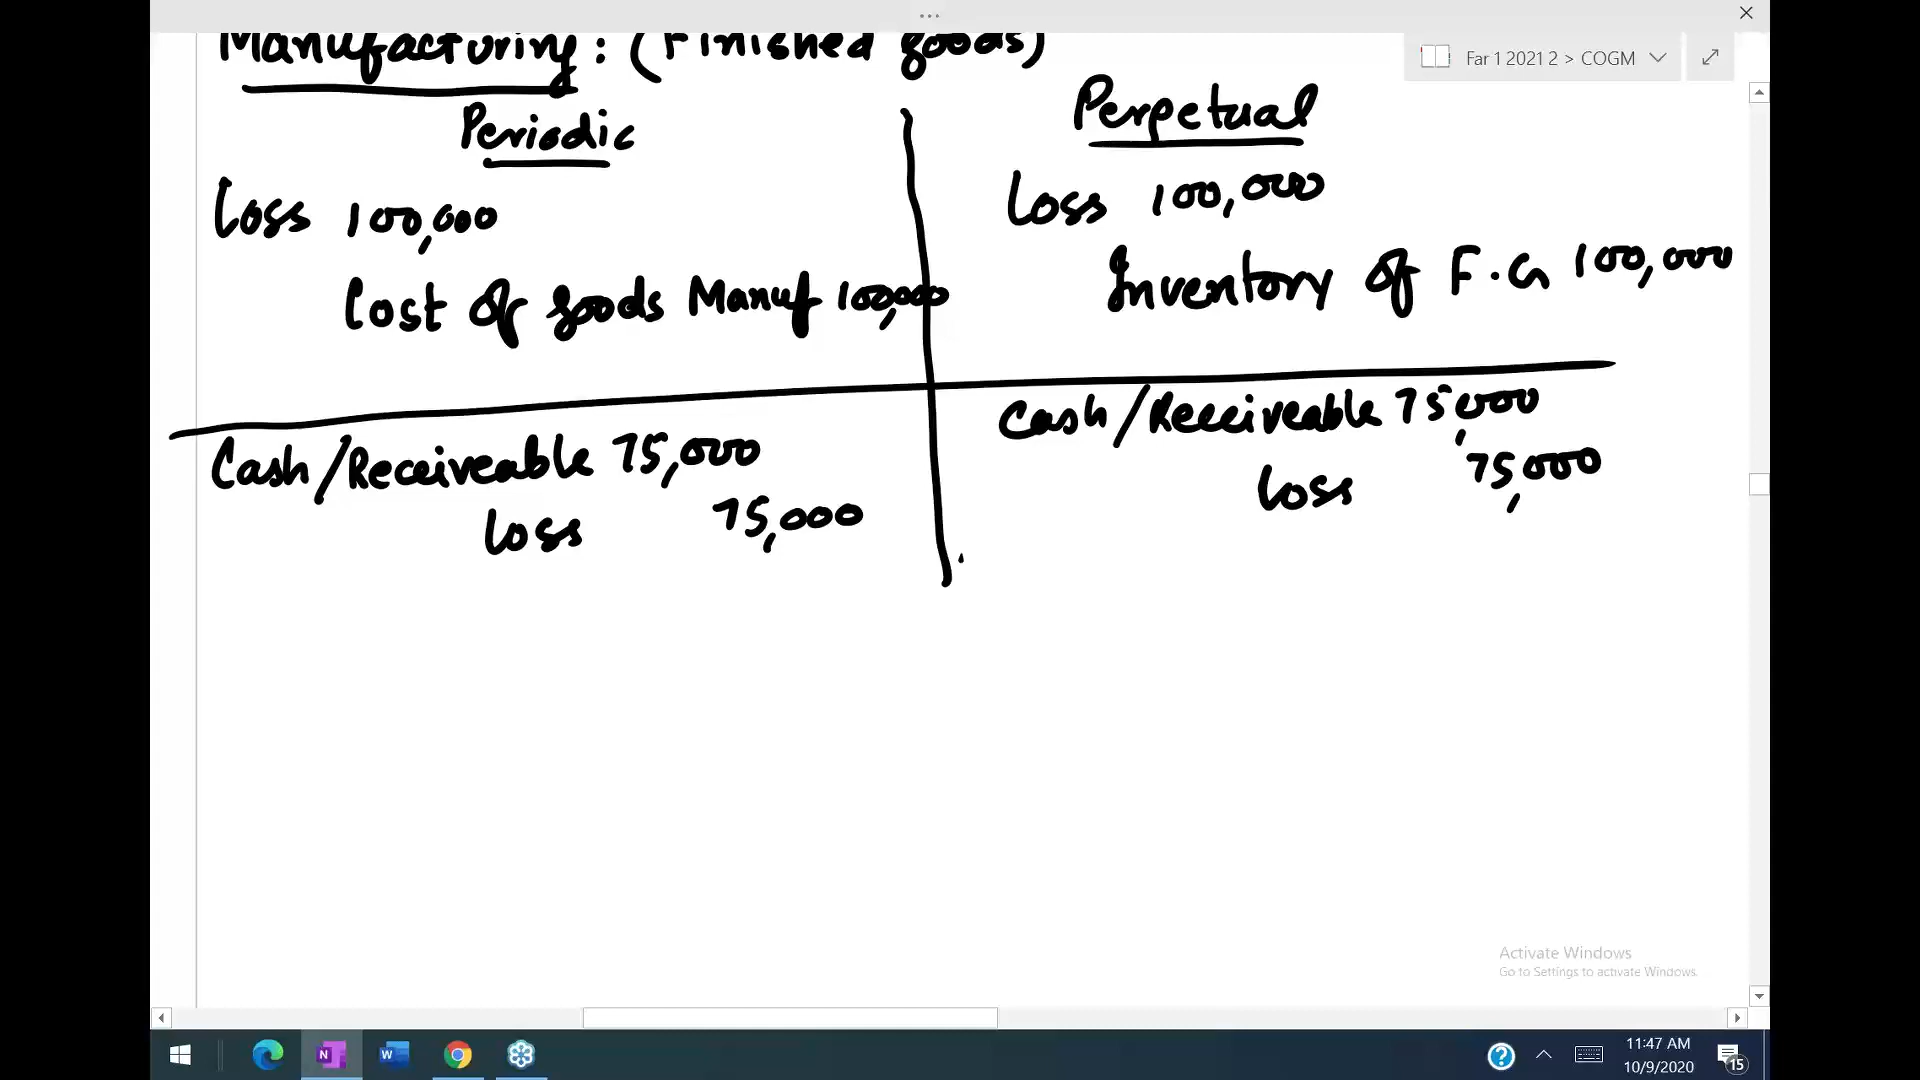 Far 1 2021 2 > COGM
Manufacturing: (Finished goods)
Periodic
Loss 100,000
Cost of goods Manuf 100,000
Cash/Receiveable 75,000
Loss 75,000
Perpetual
Loss 100,000
Inventory of F.G 100,000
Cash/Receiveable 75,000
Loss 75,000
Activate Windows
Go to Settings to activate Windows.
N
W
?
11:47 AM
10/9/2020
15